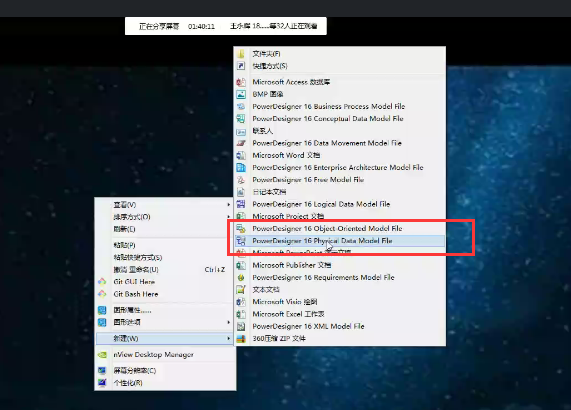 正在分享屏幕 01:40:11 王永辉 18......等32人正在观看
文件夹(F)
快捷方式(S)
Microsoft Access 数据库
BMP 图像
PowerDesigner 16 Business Process Model File
PowerDesigner 16 Conceptual Data Model File
联系人
PowerDesigner 16 Data Movement Model File
Microsoft Word 文档
PowerDesigner 16 Enterprise Architecture Model File
PowerDesigner 16 Free Model File
日记本文档
PowerDesigner 16 Logical Data Model File
Microsoft Project 文档
PowerDesigner 16 Object-Oriented Model File
PowerDesigner 16 Physical Data Model File
Microsoft PowerPoint 演示文稿
Microsoft Publisher 文档
PowerDesigner 16 Requirements Model File
文本文档
Microsoft Visio 绘图
Microsoft Excel 工作表
PowerDesigner 16 XML Model File
360压缩 ZIP 文件
查看(V)
排序方式(O)
刷新(E)
粘贴(P)
粘贴快捷方式(S)
撤消 重命名(U) Ctrl+Z
Git GUI Here
Git Bash Here
图形属性......
图形选项
新建(W)
nView Desktop Manager
屏幕分辨率(C)
个性化(R)